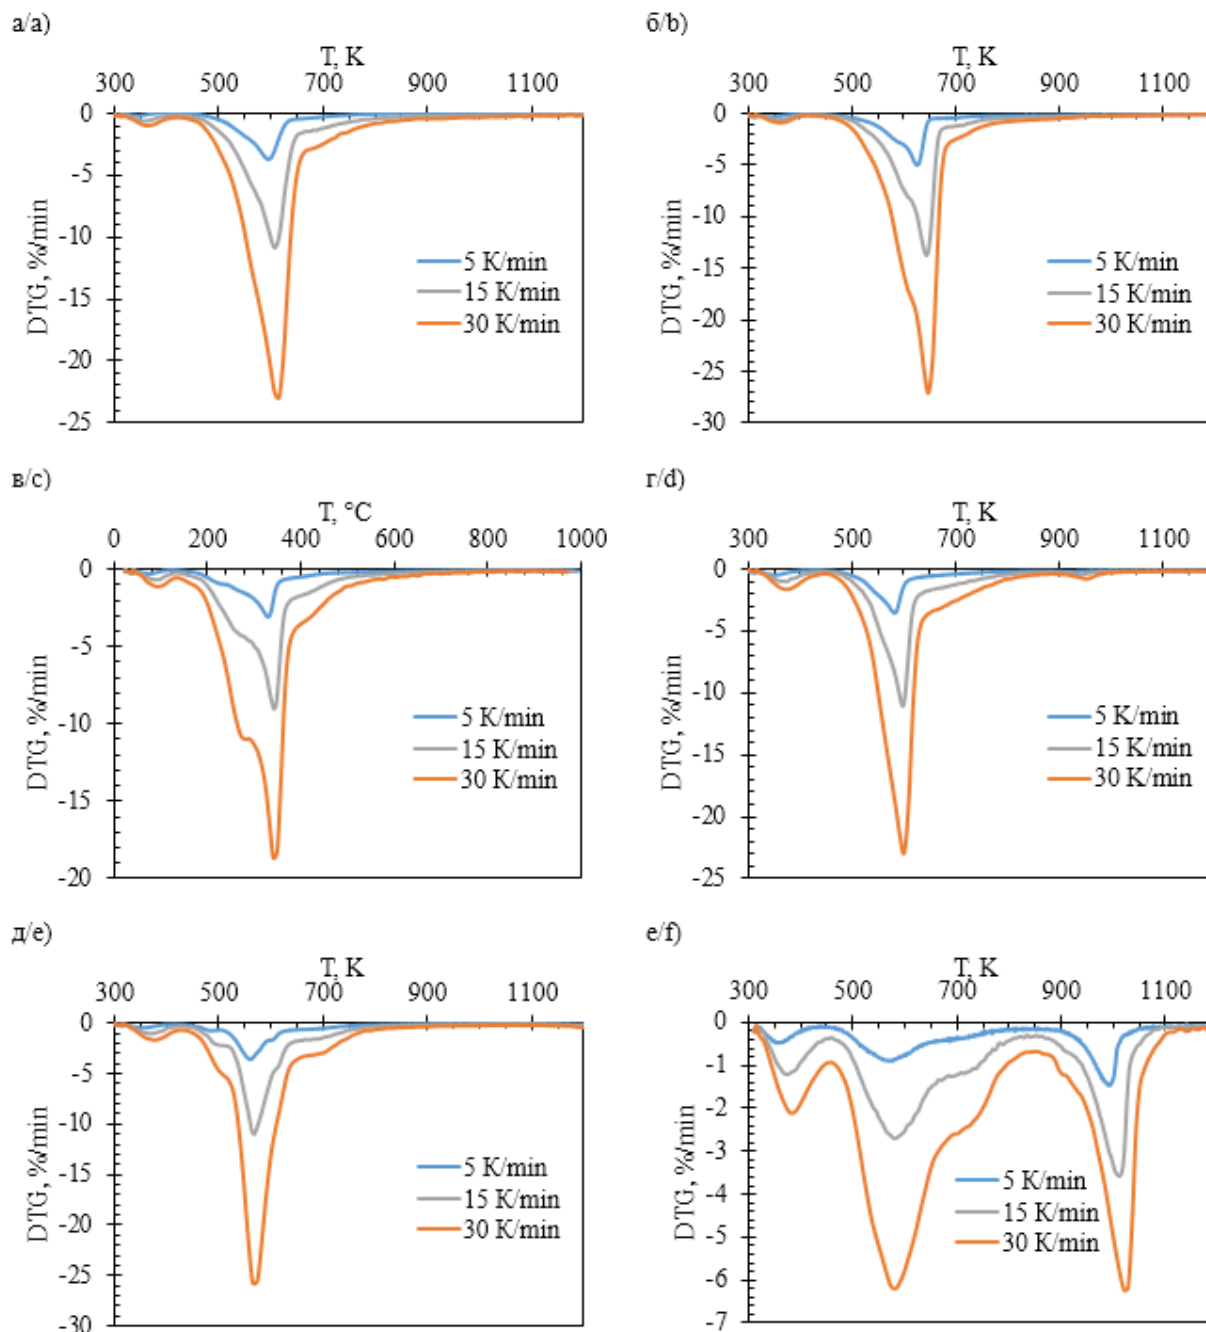 а/a)
T, K
300 500 700 900 1100
0
-5
-10
-15
-20
-25
DTG, %/min
5 K/min
15 K/min
30 K/min
б/b)
T, K
300 500 700 900 1100
0
-5
-10
-15
-20
-25
-30
DTG, %/min
5 K/min
15 K/min
30 K/min
в/c)
T, °C
0 200 400 600 800 1000
0
-5
-10
-15
-20
DTG, %/min
5 K/min
15 K/min
30 K/min
г/d)
T, K
300 500 700 900 1100
0
-5
-10
-15
-20
-25
DTG, %/min
5 K/min
15 K/min
30 K/min
д/e)
T, K
300 500 700 900 1100
0
-5
-10
-15
-20
-25
-30
DTG, %/min
5 K/min
15 K/min
30 K/min
е/f)
T, K
300 500 700 900 1100
0
-1
-2
-3
-4
-5
-6
-7
DTG, %/min
5 K/min
15 K/min
30 K/min